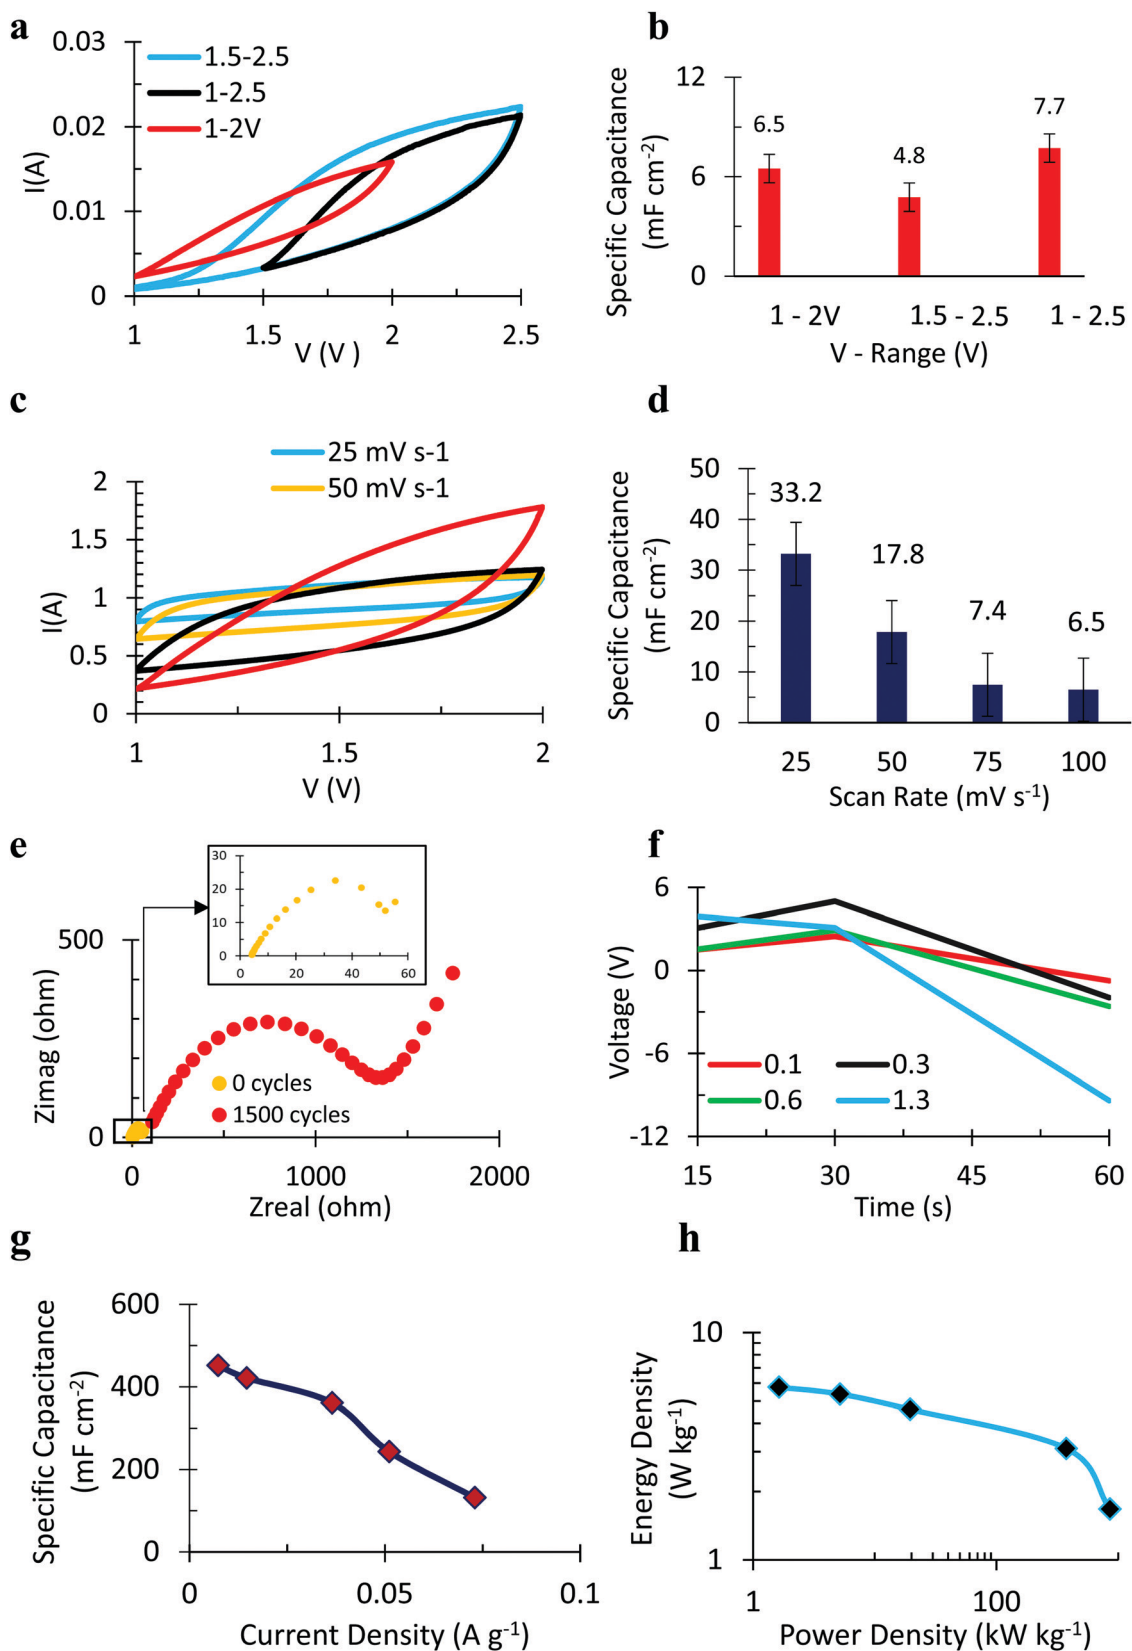 a
0.03
0.02
0.01
0
I(A)
1.5-2.5
1-2.5
1-2V
1 1.5 2 2.5
V (V )
b
Specific Capacitance
(mF cm-2)
12
6
0
6.5 4.8 7.7
1 - 2V 1.5 - 2.5 1 - 2.5
V - Range (V)
c
25 mV s-1
50 mV s-1
2
1.5
1
0.5
0
I(A)
1 1.5 2
V (V)
d
Specific Capacitance
(mF cm-2)
50
40
30
20
10
0
33.2 17.8 7.4 6.5
25 50 75 100
Scan Rate (mV s-1)
e
30
20
10
0
0 20 40 60
500
0
Zimag (ohm)
0 cycles
1500 cycles
0 1000 2000
Zreal (ohm)
f
6
0
-6
-12
Voltage (V)
0.1 0.3
0.6 1.3
15 30 45 60
Time (s)
g
Specific Capacitance
(mF cm-2)
600
400
200
0
0 0.05 0.1
Current Density (A g-1)
h
Energy Density
(W kg-1)
10
1
1 100
Power Density (kW kg-1)